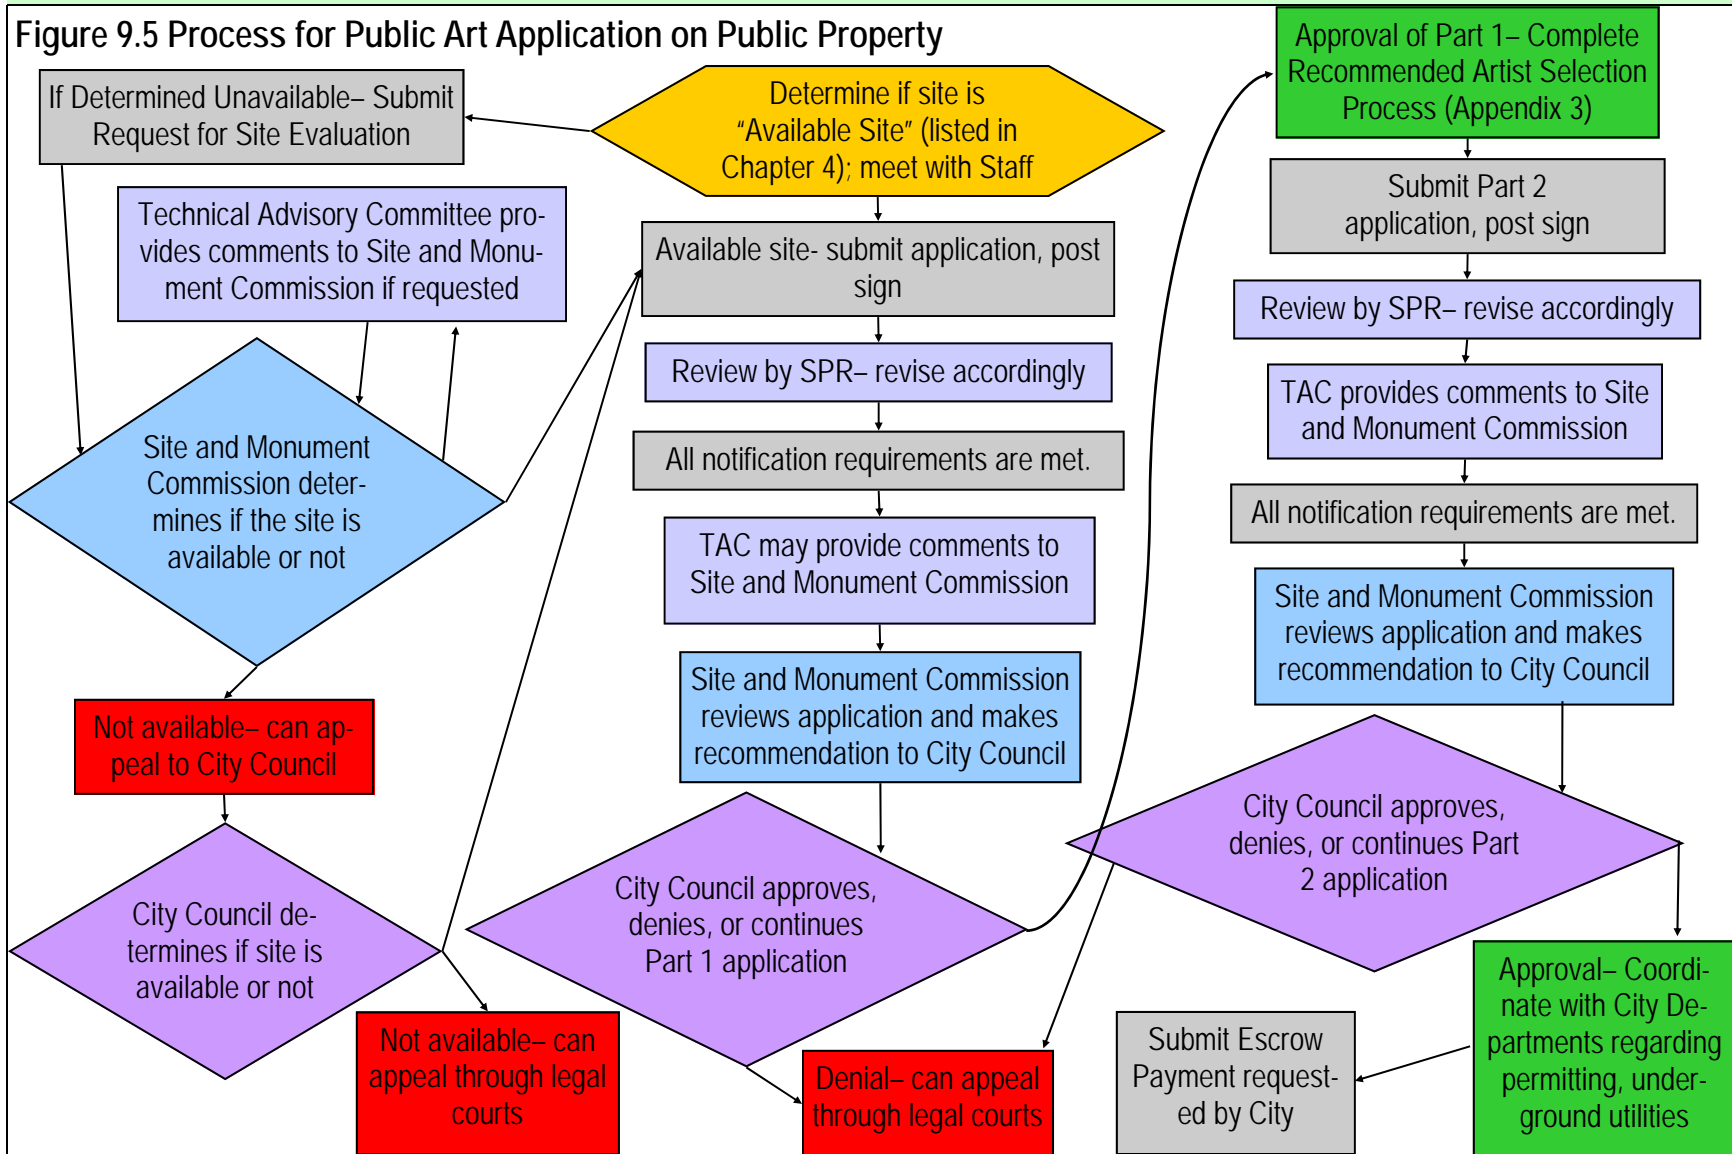 Figure 9.5 Process for Public Art Application on Public Property
If Determined Unavailable– Submit
Request for Site Evaluation
Technical Advisory Committee pro-
vides comments to Site and Monu-
ment Commission if requested
Site and Monument
Commission deter-
mines if the site is
available or not
Not available– can ap-
peal to City Council
City Council de-
termines if site is
available or not
Not available– can
appeal through legal
courts
Determine if site is
"Available Site" (listed in
Chapter 4); meet with Staff
Available site- submit application, post
sign
Review by SPR– revise accordingly
All notification requirements are met.
TAC may provide comments to
Site and Monument Commission
Site and Monument Commission
reviews application and makes
recommendation to City Council
City Council approves,
denies, or continues
Part 1 application
Denial– can appeal
through legal courts
Approval of Part 1– Complete
Recommended Artist Selection
Process (Appendix 3)
Submit Part 2
application, post sign
Review by SPR– revise accordingly
TAC provides comments to Site
and Monument Commission
All notification requirements are met.
Site and Monument Commission
reviews application and makes
recommendation to City Council
City Council approves,
denies, or continues Part
2 application
Approval– Coordi-
nate with City De-
partments regarding
permitting, under-
ground utilities
Submit Escrow
Payment request-
ed by City